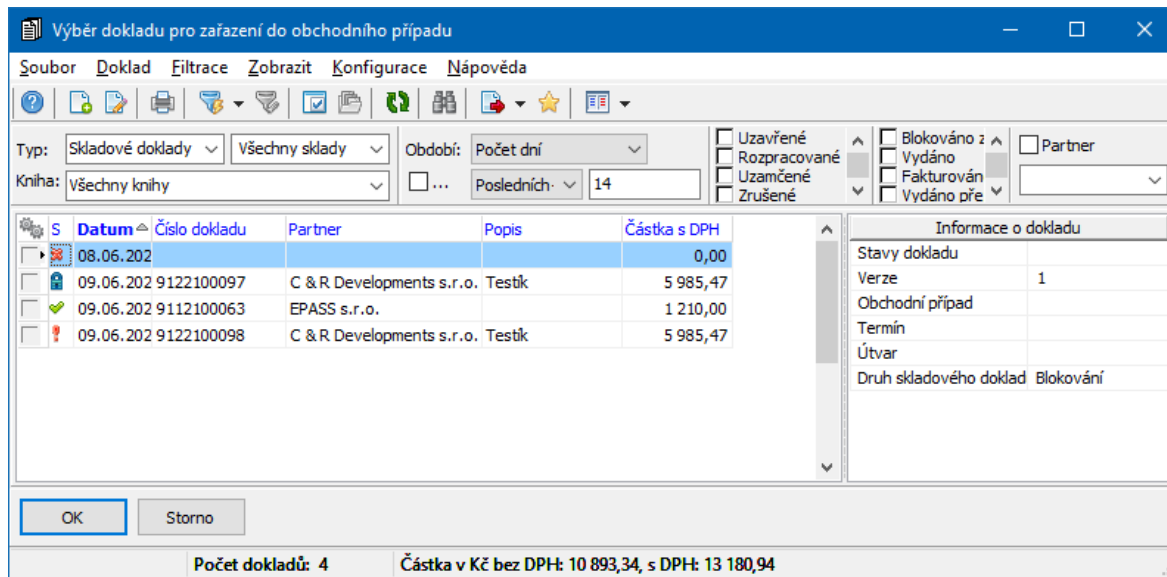 Výběr dokladu pro zařazení do obchodního případu
Soubor Doklad Filtrace Zobrazit Konfigurace Nápověda
Typ: Skladové doklady Všechny sklady Období: Počet dní
Kniha: Všechny knihy ... Posledních 14
Uzavřené
Rozpracované
Uzamčené
Zrušené
Blokováno z
Vydáno
Fakturován
Vydáno pře
Partner
S Datum Číslo dokladu Partner Popis Částka s DPH
08.06.202 0,00
09.06.202 9122100097 C & R Developments s.r.o. Testík 5 985,47
09.06.202 9112100063 EPASS s.r.o. 1 210,00
09.06.202 9122100098 C & R Developments s.r.o. Testík 5 985,47
Informace o dokladu
Stavy dokladu
Verze 1
Obchodní případ
Termín
Útvar
Druh skladového doklad Blokování
OK Storno
Počet dokladů: 4 Částka v Kč bez DPH: 10 893,34, s DPH: 13 180,94